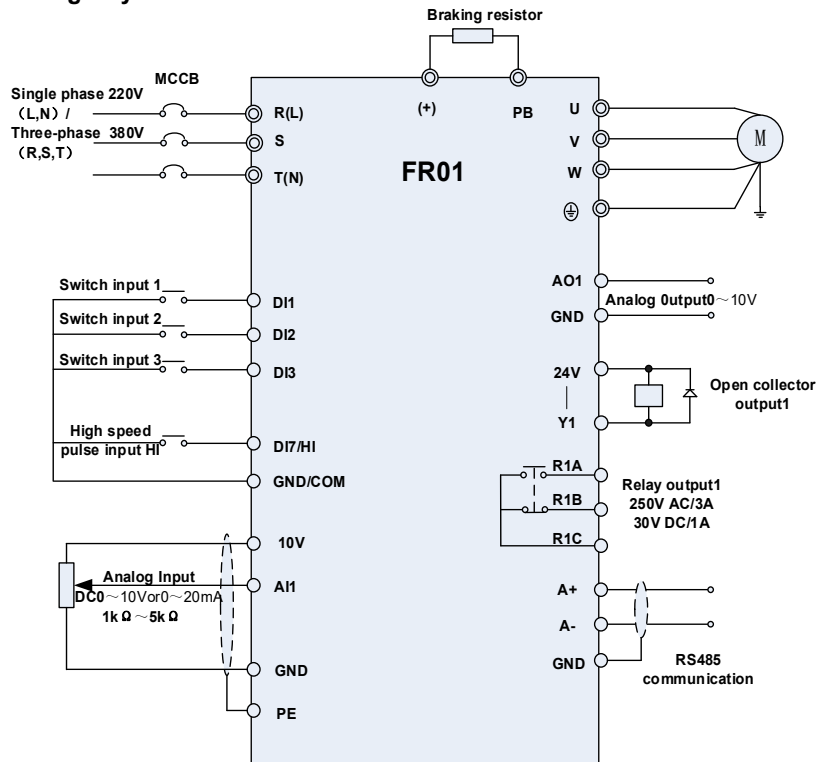 Braking resistor
MCCB
Single phase 220V
(L,N) /
Three-phase 380V
(R,S,T)
R(L)
S
T(N)
(+)
PB
FR01
U
V
W
M
Switch input 1
DI1
Switch input 2
DI2
Switch input 3
DI3
High speed
pulse input HI
DI7/HI
GND/COM
10V
Analog Input
DC0～10Vor0～20mA
1kΩ～5kΩ
AI1
GND
PE
AO1
Analog 0utput0～10V
GND
24V
Y1
Open collector
output1
R1A
R1B
R1C
Relay output1
250V AC/3A
30V DC/1A
A+
A-
GND
RS485
communication